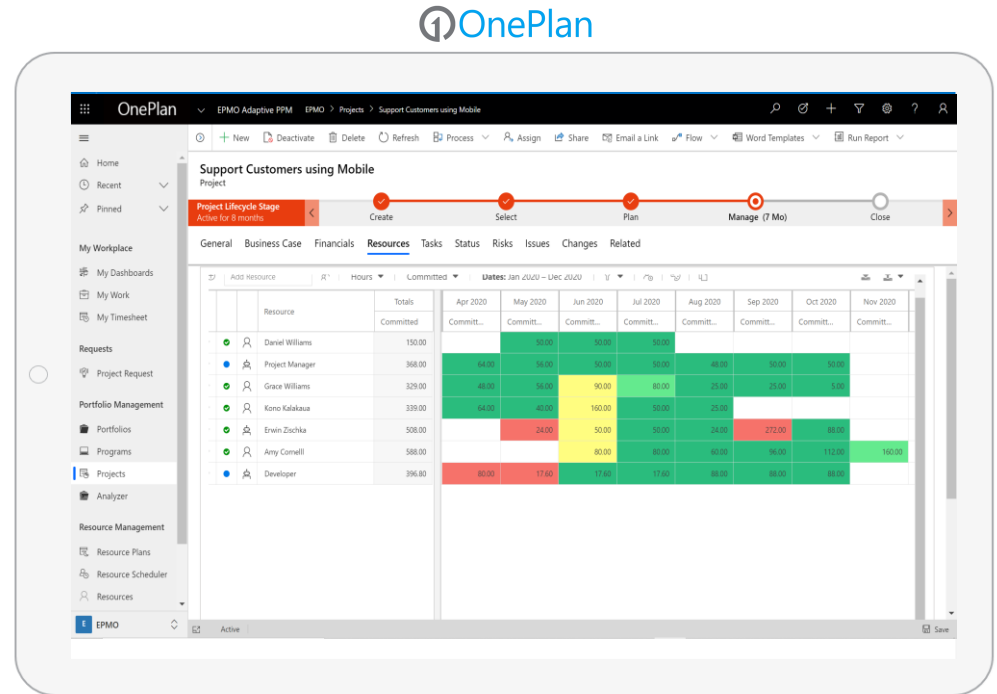 OnePlan
OnePlan EPMO Adaptive PPM EPMO > Projects > Support Customers using Mobile
New Deactivate Delete Refresh Process Assign Share Email a Link Flow Word Templates Run Report
Home
Recent
Pinned
My Workplace
My Dashboards
My Work
My Timesheet
Requests
Project Request
Portfolio Management
Portfolios
Programs
Projects
Analyzer
Resource Management
Resource Plans
Resource Scheduler
Resources
E EPMO
Support Customers using Mobile
Project
Project Lifecycle Stage
Active for 8 months
Create Select Plan Manage (7 Mo) Close
General Business Case Financials Resources Tasks Status Risks Issues Changes Related
Add Resource Hours Committed Dates: Jan 2020 – Dec 2020
Resource Totals Apr 2020 May 2020 Jun 2020 Jul 2020 Aug 2020 Sep 2020 Oct 2020 Nov 2020
Committed Committ... Committ... Committ... Committ... Committ... Committ... Committ... Committ...
Daniel Williams 150.00 50.00 50.00 50.00
Project Manager 368.00 64.00 56.00 50.00 50.00 48.00 50.00 50.00
Grace Williams 329.00 48.00 56.00 90.00 80.00 25.00 25.00 5.00
Kono Kalakaua 339.00 64.00 40.00 160.00 50.00 25.00
Erwin Zischka 508.00 24.00 50.00 50.00 24.00 272.00 88.00
Amy Cornelll 588.00 80.00 80.00 60.00 96.00 112.00 160.00
Developer 396.80 80.00 17.60 17.60 17.60 88.00 88.00 88.00
Active Save